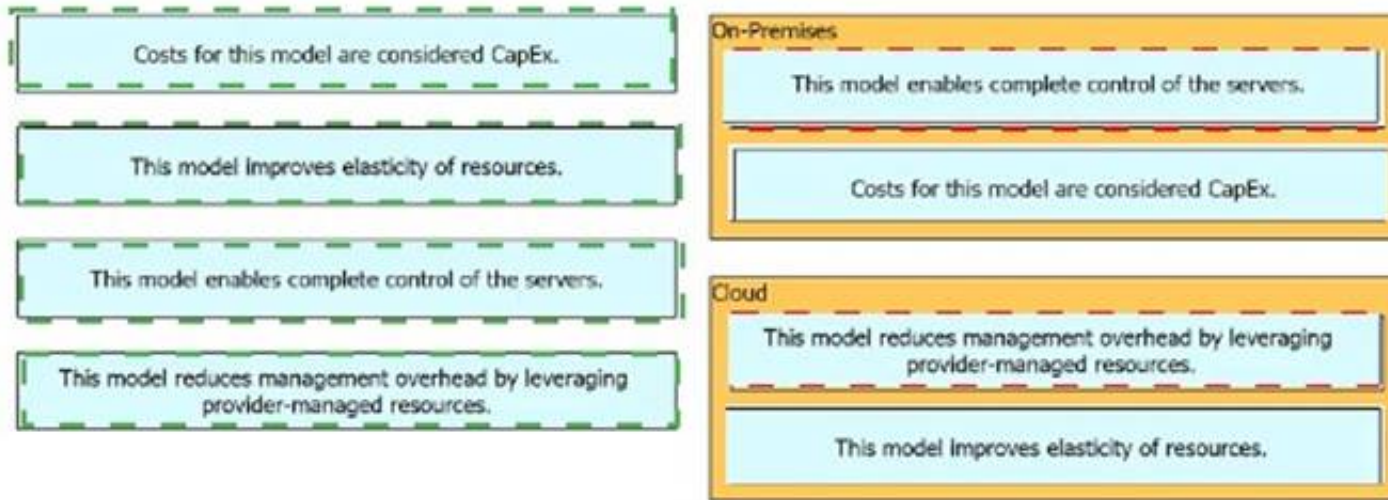 Costs for this model are considered CapEx.
This model improves elasticity of resources.
This model enables complete control of the servers.
This model reduces management overhead by leveraging
provider-managed resources.
On-Premises
This model enables complete control of the servers.
Costs for this model are considered CapEx.
Cloud
This model reduces management overhead by leveraging
provider-managed resources.
This model improves elasticity of resources.